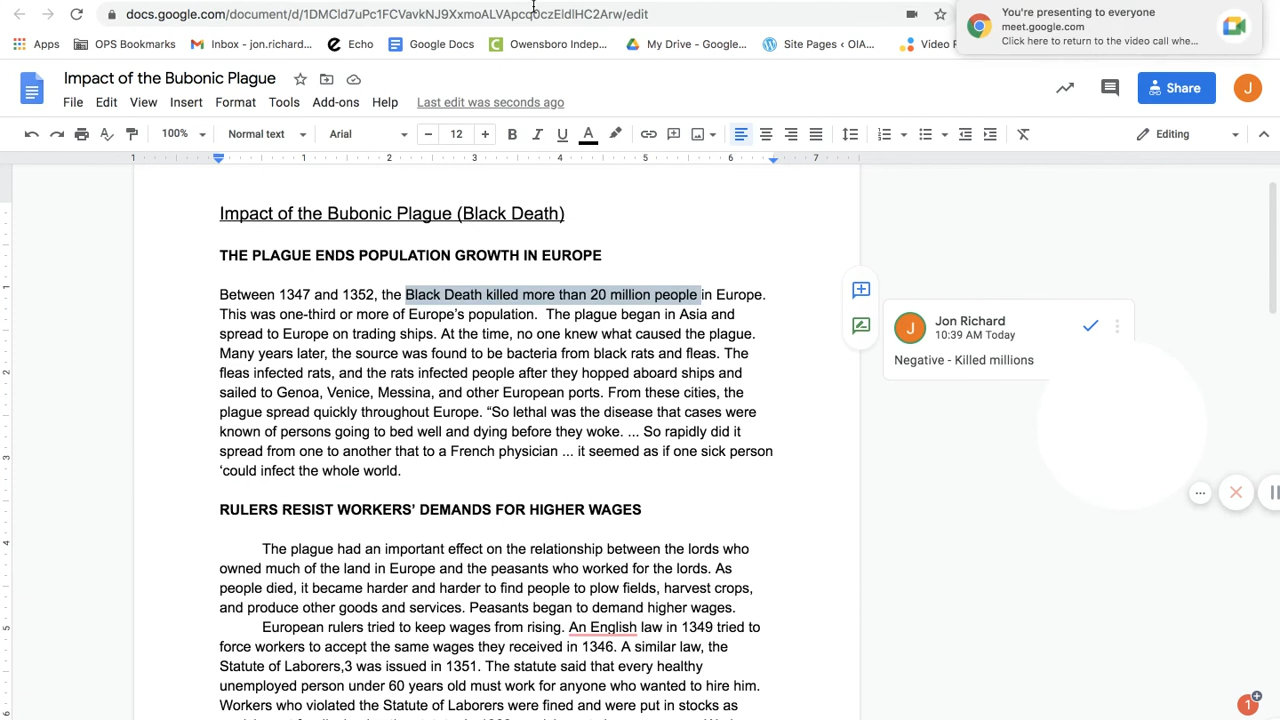 docs.google.com/document/d/1DMCld7uPc1FCVavkNJ9XxmoALVApcq0czEldlHC2Arw/edit
You're presenting to everyone
meet.google.com
Click here to return to the video call whe...
Apps
OPS Bookmarks
Inbox - jon.richard...
Echo
Google Docs
Owensboro Indep...
My Drive - Google...
Site Pages ‹ OIA...
Video
Impact of the Bubonic Plague
File Edit View Insert Format Tools Add-ons Help Last edit was seconds ago
Share
J
100% Normal text Arial 12 B I U A Editing
1 1 2 3 4 5 6 7
Impact of the Bubonic Plague (Black Death)
THE PLAGUE ENDS POPULATION GROWTH IN EUROPE
Between 1347 and 1352, the Black Death killed more than 20 million people in Europe.
This was one-third or more of Europe's population.  The plague began in Asia and
spread to Europe on trading ships. At the time, no one knew what caused the plague.
Many years later, the source was found to be bacteria from black rats and fleas. The
fleas infected rats, and the rats infected people after they hopped aboard ships and
sailed to Genoa, Venice, Messina, and other European ports. From these cities, the
plague spread quickly throughout Europe. "So lethal was the disease that cases were
known of persons going to bed well and dying before they woke. ... So rapidly did it
spread from one to another that to a French physician ... it seemed as if one sick person
'could infect the whole world.
J
Jon Richard
10:39 AM Today
Negative - Killed millions
RULERS RESIST WORKERS' DEMANDS FOR HIGHER WAGES
The plague had an important effect on the relationship between the lords who
owned much of the land in Europe and the peasants who worked for the lords. As
people died, it became harder and harder to find people to plow fields, harvest crops,
and produce other goods and services. Peasants began to demand higher wages.
European rulers tried to keep wages from rising. An English law in 1349 tried to
force workers to accept the same wages they received in 1346. A similar law, the
Statute of Laborers,3 was issued in 1351. The statute said that every healthy
unemployed person under 60 years old must work for anyone who wanted to hire him.
Workers who violated the Statute of Laborers were fined and were put in stocks as
1
2
3
4
5
6
1